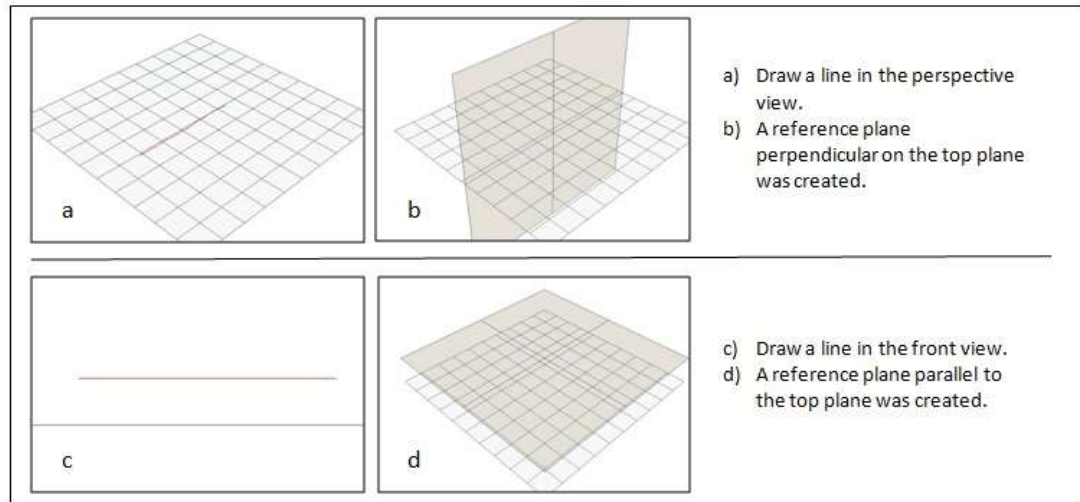 a) Draw a line in the perspective
view.
b) A reference plane
perpendicular on the top plane
was created.
a
b
c) Draw a line in the front view.
d) A reference plane parallel to
the top plane was created.
c
d